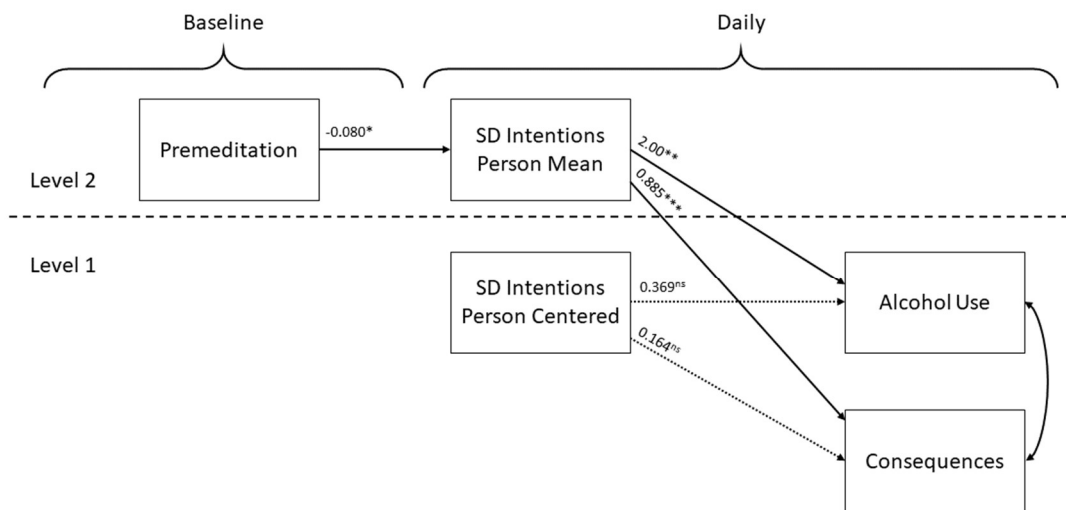 Baseline
Daily
Premeditation
-0.080*
SD Intentions
Person Mean
2.00**
0.885***
Level 2
Level 1
SD Intentions
Person Centered
0.369ns
0.164ns
Alcohol Use
Consequences